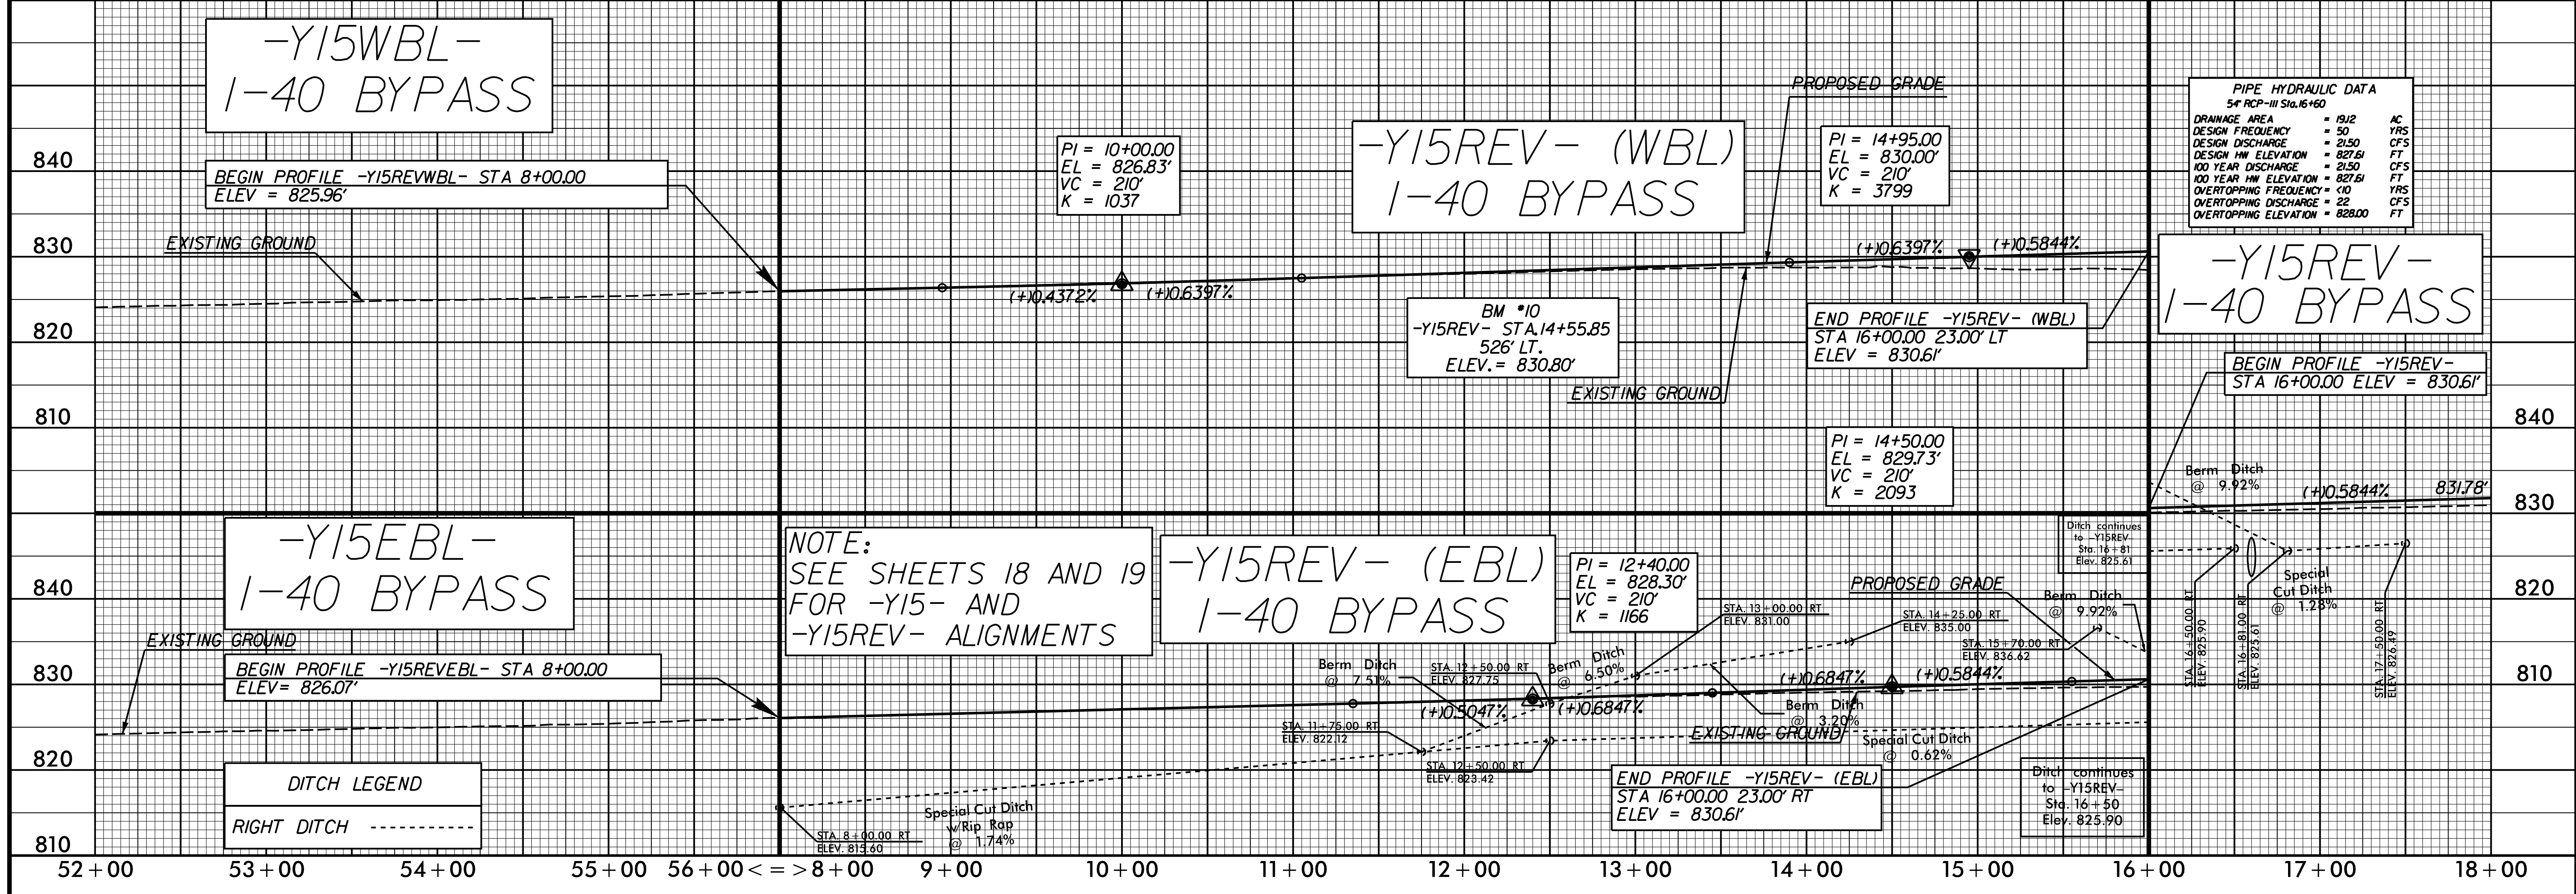 -Y15WBL-
I-40 BYPASS
840
BEGIN PROFILE -Y15REVWBL- STA 8+00.00
ELEV = 825.96'
830
EXISTING GROUND
820
810
PI = 10+00.00
EL = 826.83'
VC = 210'
K = 1037
(+)0.4372%
(+)0.6397%
-Y15REV- (WBL)
I-40 BYPASS
PROPOSED GRADE
PI = 14+95.00
EL = 830.00'
VC = 210'
K = 3799
(+)0.6397%
(+)0.5844%
BM #10
-Y15REV- STA.14+55.85
526' LT.
ELEV.= 830.80'
EXISTING GROUND
END PROFILE -Y15REV- (WBL)
STA 16+00.00 23.00' LT
ELEV = 830.61'
PIPE HYDRAULIC DATA
54" RCP-III Sta.16+60
DRAINAGE AREA = 19.12 AC
DESIGN FREQUENCY = 50 YRS
DESIGN DISCHARGE = 21.50 CFS
DESIGN HW ELEVATION = 827.61 FT
100 YEAR DISCHARGE = 21.50 CFS
100 YEAR HW ELEVATION = 827.61 FT
OVERTOPPING FREQUENCY = <10 YRS
OVERTOPPING DISCHARGE = 22 CFS
OVERTOPPING ELEVATION = 828.00 FT
-Y15REV-
I-40 BYPASS
BEGIN PROFILE -Y15REV-
STA 16+00.00 ELEV = 830.61'
840
830
820
810
Berm Ditch
@ 9.92%
(+)0.5844%
831.78'
Ditch continues
to -Y15REV-
Sta. 16+81
Elev. 825.61
STA. 16+50.00 RT
ELEV. 825.90
STA. 16+81.00 RT
ELEV. 825.61
Special
Cut Ditch
@ 1.28%
STA. 17+50.00 RT
ELEV. 826.49
PI = 14+50.00
EL = 829.73'
VC = 210'
K = 2093
-Y15EBL-
I-40 BYPASS
840
EXISTING GROUND
830
BEGIN PROFILE -Y15REVEBL- STA 8+00.00
ELEV= 826.07'
820
810
DITCH LEGEND
RIGHT DITCH
NOTE:
SEE SHEETS 18 AND 19
FOR -Y15- AND
-Y15REV- ALIGNMENTS
-Y15REV- (EBL)
I-40 BYPASS
PI = 12+40.00
EL = 828.30'
VC = 210'
K = 1166
STA. 13+00.00 RT
ELEV. 831.00
PROPOSED GRADE
STA. 14+25.00 RT
ELEV. 835.00
Berm Ditch
@ 9.92%
STA. 15+70.00 RT
ELEV. 836.62
Berm Ditch
@ 7.51%
STA. 12+50.00 RT
ELEV. 827.75
Berm Ditch
@ 6.50%
(+)0.5047%
(+)0.6847%
(+)0.6847%
(+)0.5844%
STA. 11+75.00 RT
ELEV. 822.12
Berm Ditch
@ 3.20%
EXISTING GROUND
Special Cut Ditch
@ 0.62%
STA. 12+50.00 RT
ELEV. 823.42
END PROFILE -Y15REV- (EBL)
STA 16+00.00 23.00' RT
ELEV = 830.61'
Ditch continues
to -Y15REV-
Sta. 16+50
Elev. 825.90
Special Cut Ditch
w/Rip Rap
@ 1.74%
STA. 8+00.00 RT
ELEV. 815.60
52+00 53+00 54+00 55+00 56+00<=>8+00 9+00 10+00 11+00 12+00 13+00 14+00 15+00 16+00 17+00 18+00